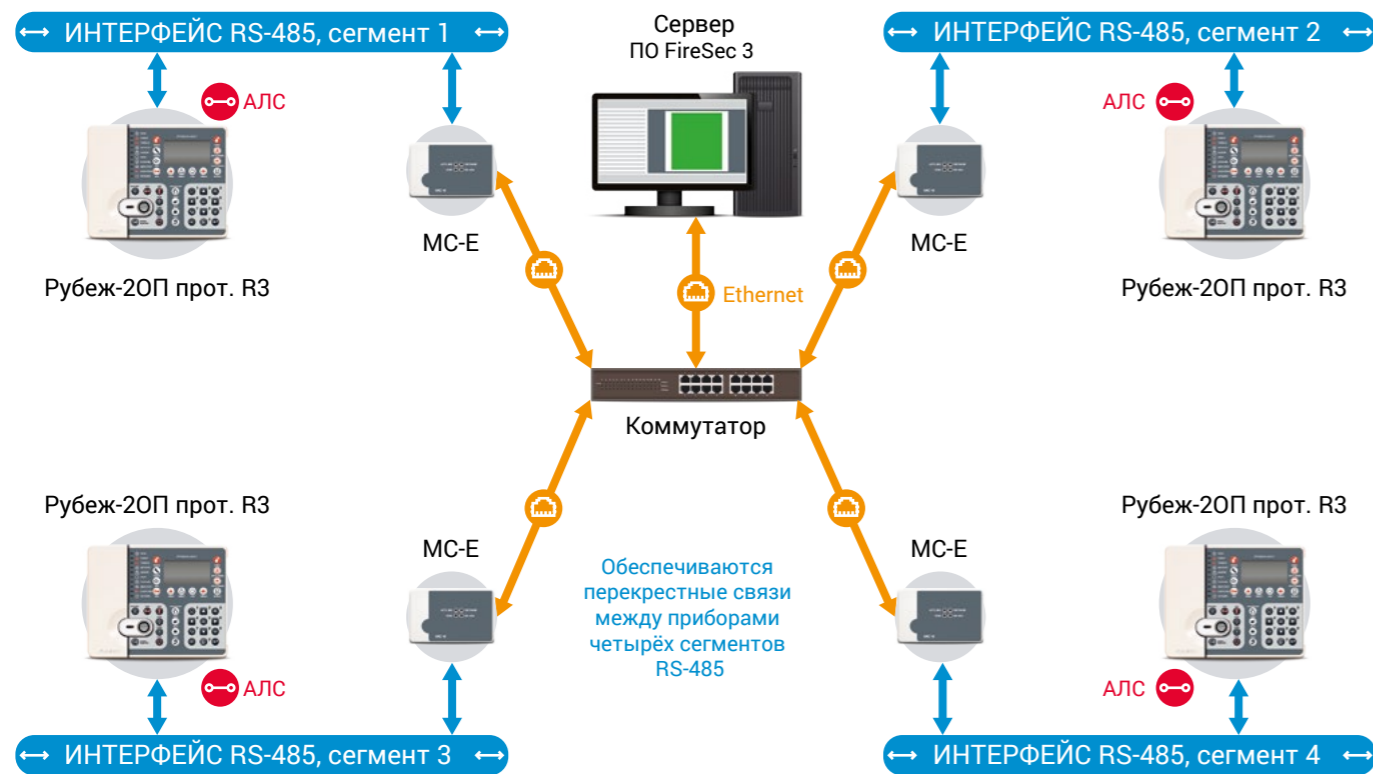 ИНТЕРФЕЙС RS-485, сегмент 1
Сервер
ПО FireSec 3
ИНТЕРФЕЙС RS-485, сегмент 2
АЛС
АЛС
МС-Е
МС-Е
Рубеж-2ОП прот. R3
Ethernet
Рубеж-2ОП прот. R3
Коммутатор
Рубеж-2ОП прот. R3
Рубеж-2ОП прот. R3
МС-Е
МС-Е
Обеспечиваются
перекрестные связи
между приборами
четырёх сегментов
RS-485
АЛС
АЛС
ИНТЕРФЕЙС RS-485, сегмент 3
ИНТЕРФЕЙС RS-485, сегмент 4